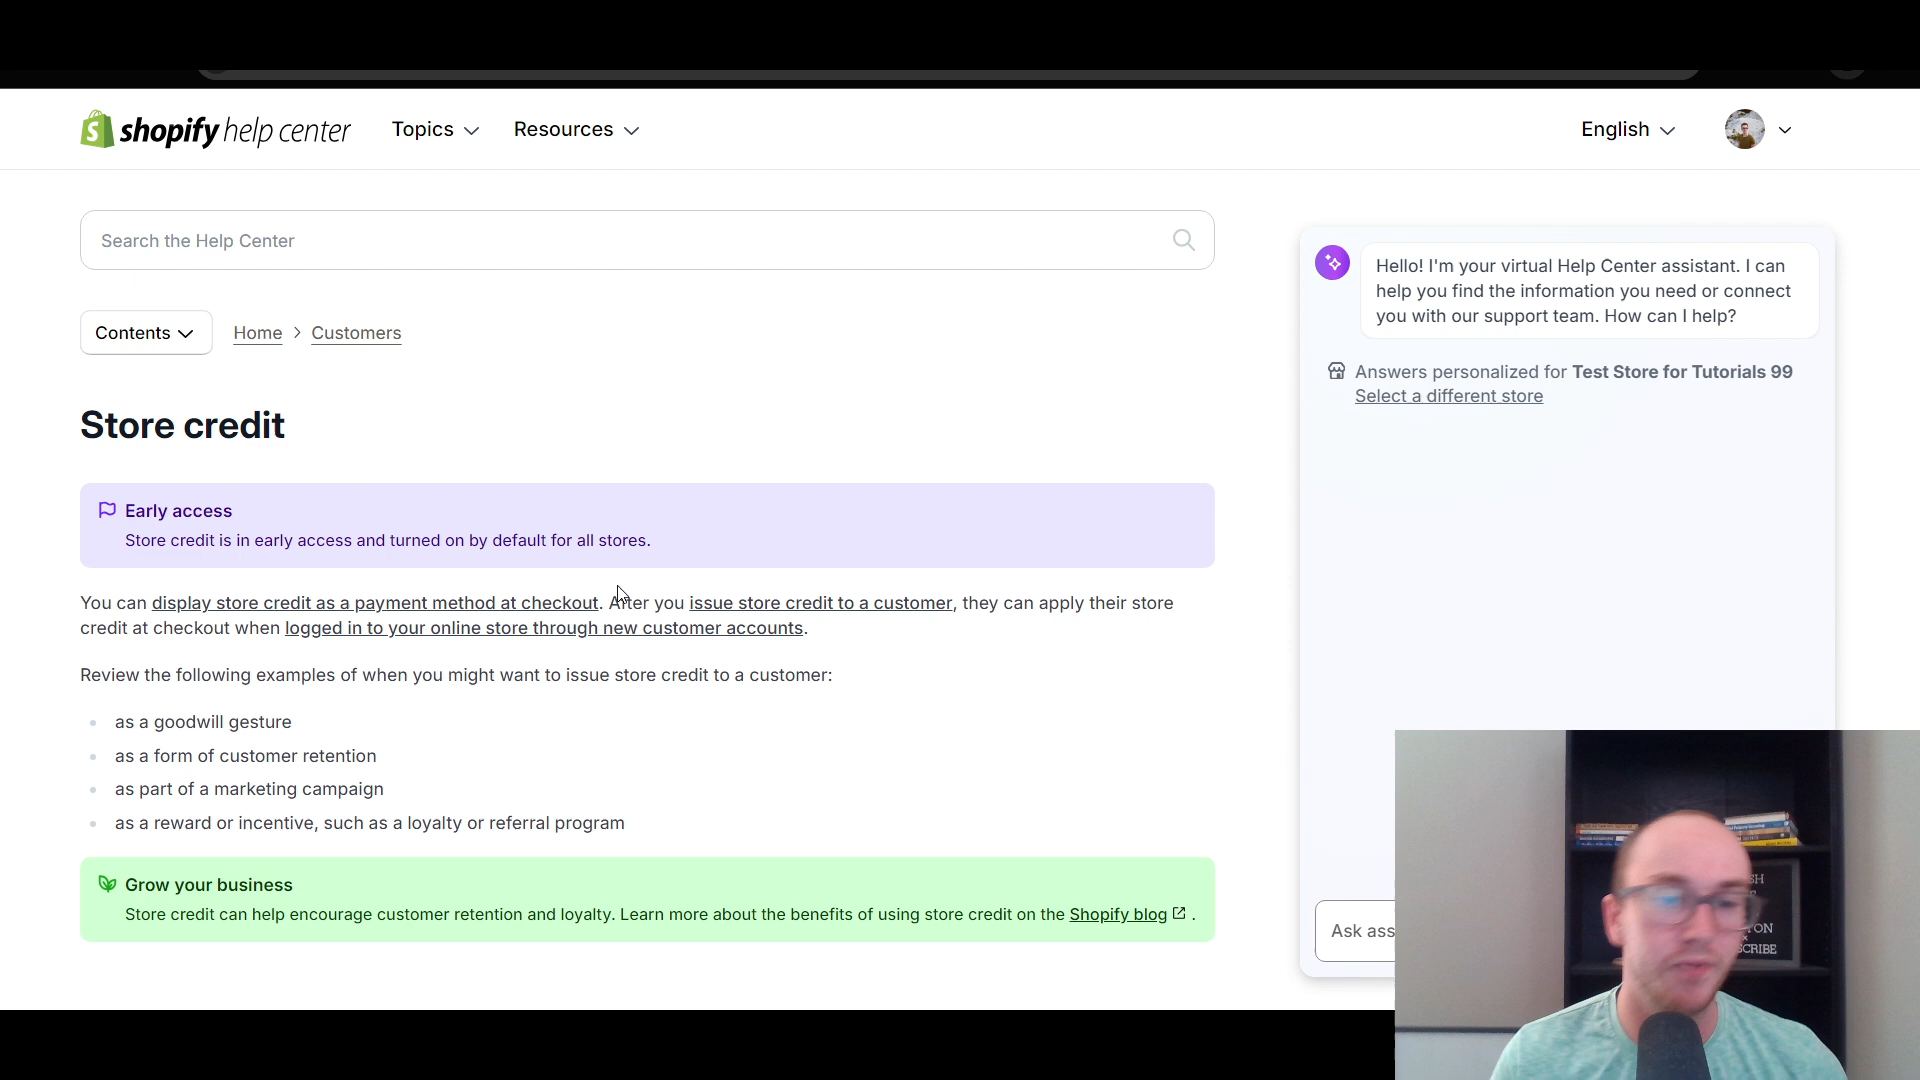 shopify help center
Topics
Resources
English
Search the Help Center
Contents
Home > Customers
Store credit
Early access
Store credit is in early access and turned on by default for all stores.
You can display store credit as a payment method at checkout. After you issue store credit to a customer, they can apply their store
credit at checkout when logged in to your online store through new customer accounts.
Review the following examples of when you might want to issue store credit to a customer:
as a goodwill gesture
as a form of customer retention
as part of a marketing campaign
as a reward or incentive, such as a loyalty or referral program
Grow your business
Store credit can help encourage customer retention and loyalty. Learn more about the benefits of using store credit on the Shopify blog .
Hello! I'm your virtual Help Center assistant. I can
help you find the information you need or connect
you with our support team. How can I help?
Answers personalized for Test Store for Tutorials 99
Select a different store
Ask ass